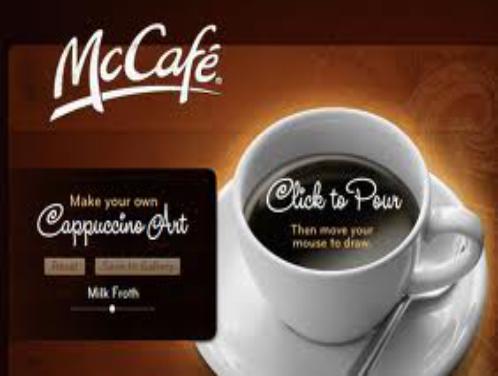 McCafé®
Make your own
Cappuccino Art
Reset
Save to Gallery
Milk Froth
Click to Pour
Then move your
mouse to draw.